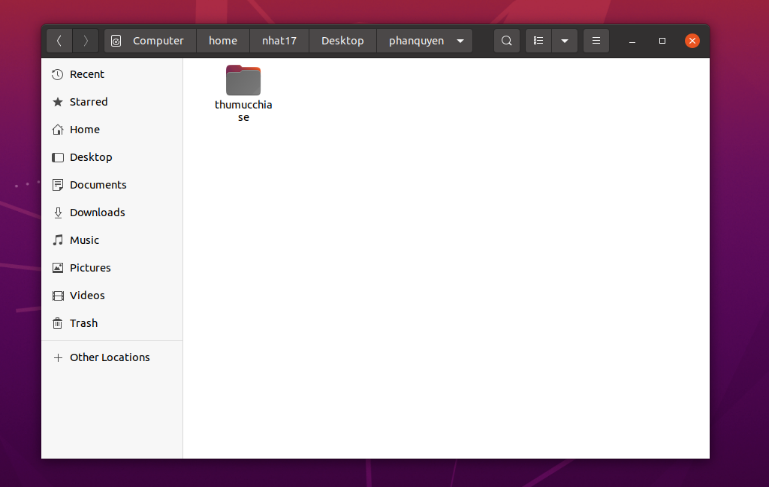 Computer home nhat17 Desktop phanquyen
Recent
Starred
Home
Desktop
Documents
Downloads
Music
Pictures
Videos
Trash
Other Locations
thumucchia
se